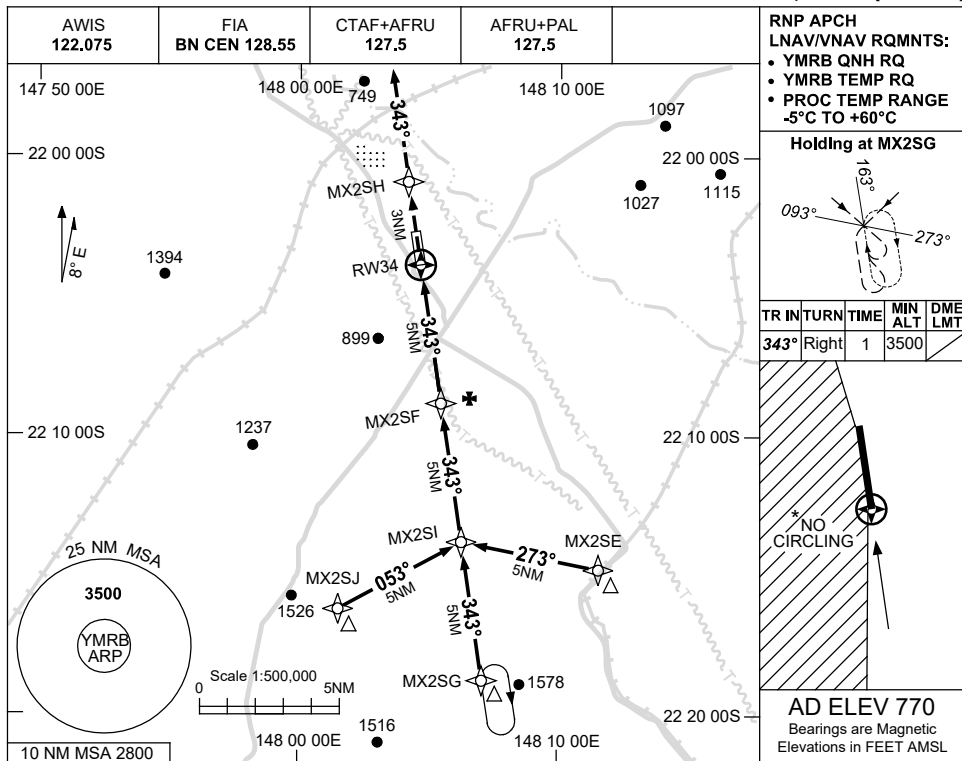 AWIS
122.075
FIA
BN CEN 128.55
CTAF+AFRU
127.5
AFRU+PAL
127.5
RNP APCH
LNAV/VNAV RQMNTS:
• YMRB QNH RQ
• YMRB TEMP RQ
• PROC TEMP RANGE
-5°C TO +60°C
147 50 00E
148 00 00E
148 10 00E
749
343°
1097
22 00 00S
22 00 00S
MX2SH
1027
1115
3NM
8° E
1394
RW34
899
343°
5NM
MX2SF
22 10 00S
1237
22 10 00S
343°
5NM
MX2SI
MX2SE
273°
5NM
25 NM MSA
3500
YMRB
ARP
MX2SJ
053°
5NM
1526
343°
5NM
Scale 1:500,000
0
5NM
MX2SG
1578
1516
22 20 00S
10 NM MSA 2800
148 00 00E
148 10 00E
Holding at MX2SG
163°
093°
273°
TR IN
TURN
TIME
MIN
ALT
DME
LMT
343°
Right
1
3500
*NO
CIRCLING
AD ELEV 770
Bearings are Magnetic
Elevations in FEET AMSL